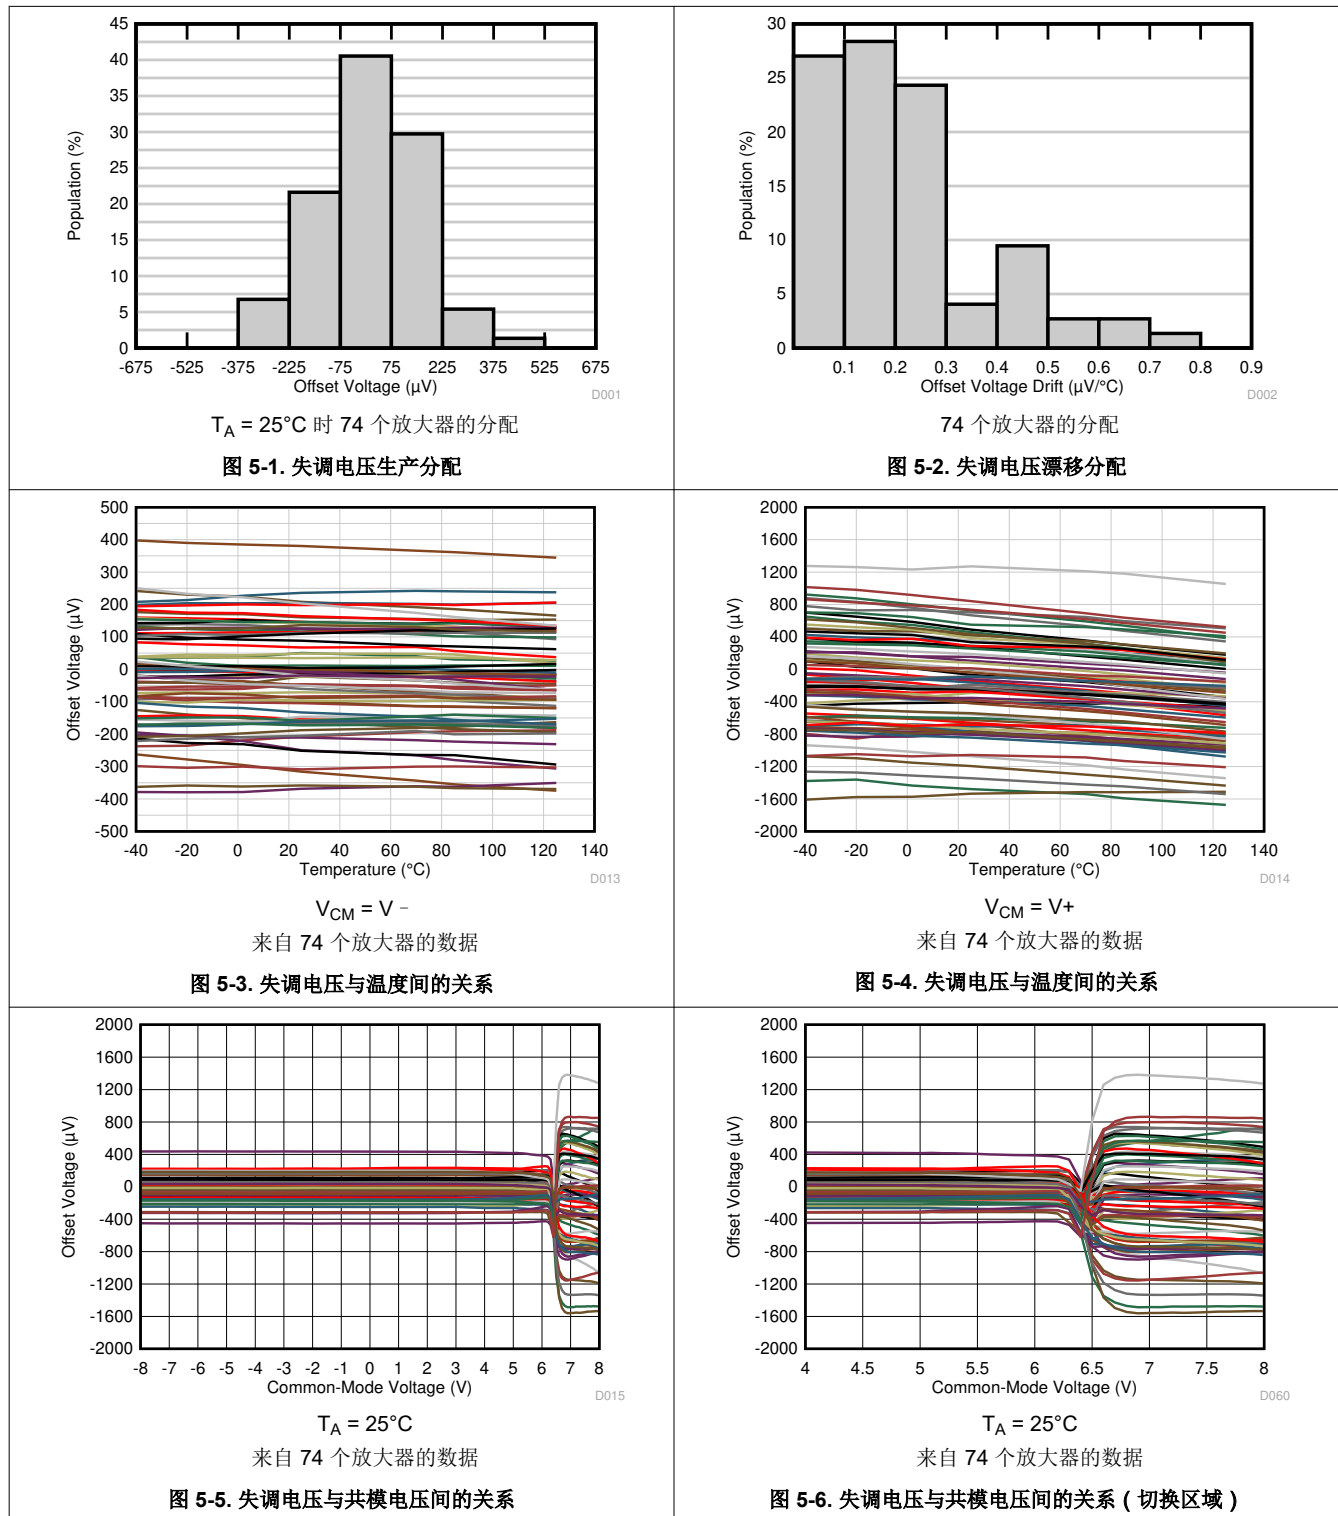 45
40
35
30
25
20
15
10
5
0
Population (%)
-675 -525 -375 -225 -75 75 225 375 525 675
Offset Voltage (µV)
D001
T_A = 25°C 时 74 个放大器的分配
图 5-1. 失调电压生产分配
30
25
20
15
10
5
0
Population (%)
0.1 0.2 0.3 0.4 0.5 0.6 0.7 0.8 0.9
Offset Voltage Drift (µV/°C)
D002
74 个放大器的分配
图 5-2. 失调电压漂移分配
500
400
300
200
100
0
-100
-200
-300
-400
-500
Offset Voltage (µV)
-40 -20 0 20 40 60 80 100 120 140
Temperature (°C)
D013
V_CM = V -
来自 74 个放大器的数据
图 5-3. 失调电压与温度间的关系
2000
1600
1200
800
400
0
-400
-800
-1200
-1600
-2000
Offset Voltage (µV)
-40 -20 0 20 40 60 80 100 120 140
Temperature (°C)
D014
V_CM = V+
来自 74 个放大器的数据
图 5-4. 失调电压与温度间的关系
2000
1600
1200
800
400
0
-400
-800
-1200
-1600
-2000
Offset Voltage (µV)
-8 -7 -6 -5 -4 -3 -2 -1 0 1 2 3 4 5 6 7 8
Common-Mode Voltage (V)
D015
T_A = 25°C
来自 74 个放大器的数据
图 5-5. 失调电压与共模电压间的关系
2000
1600
1200
800
400
0
-400
-800
-1200
-1600
-2000
Offset Voltage (µV)
4 4.5 5 5.5 6 6.5 7 7.5 8
Common-Mode Voltage (V)
D060
T_A = 25°C
来自 74 个放大器的数据
图 5-6. 失调电压与共模电压间的关系 ( 切换区域 )